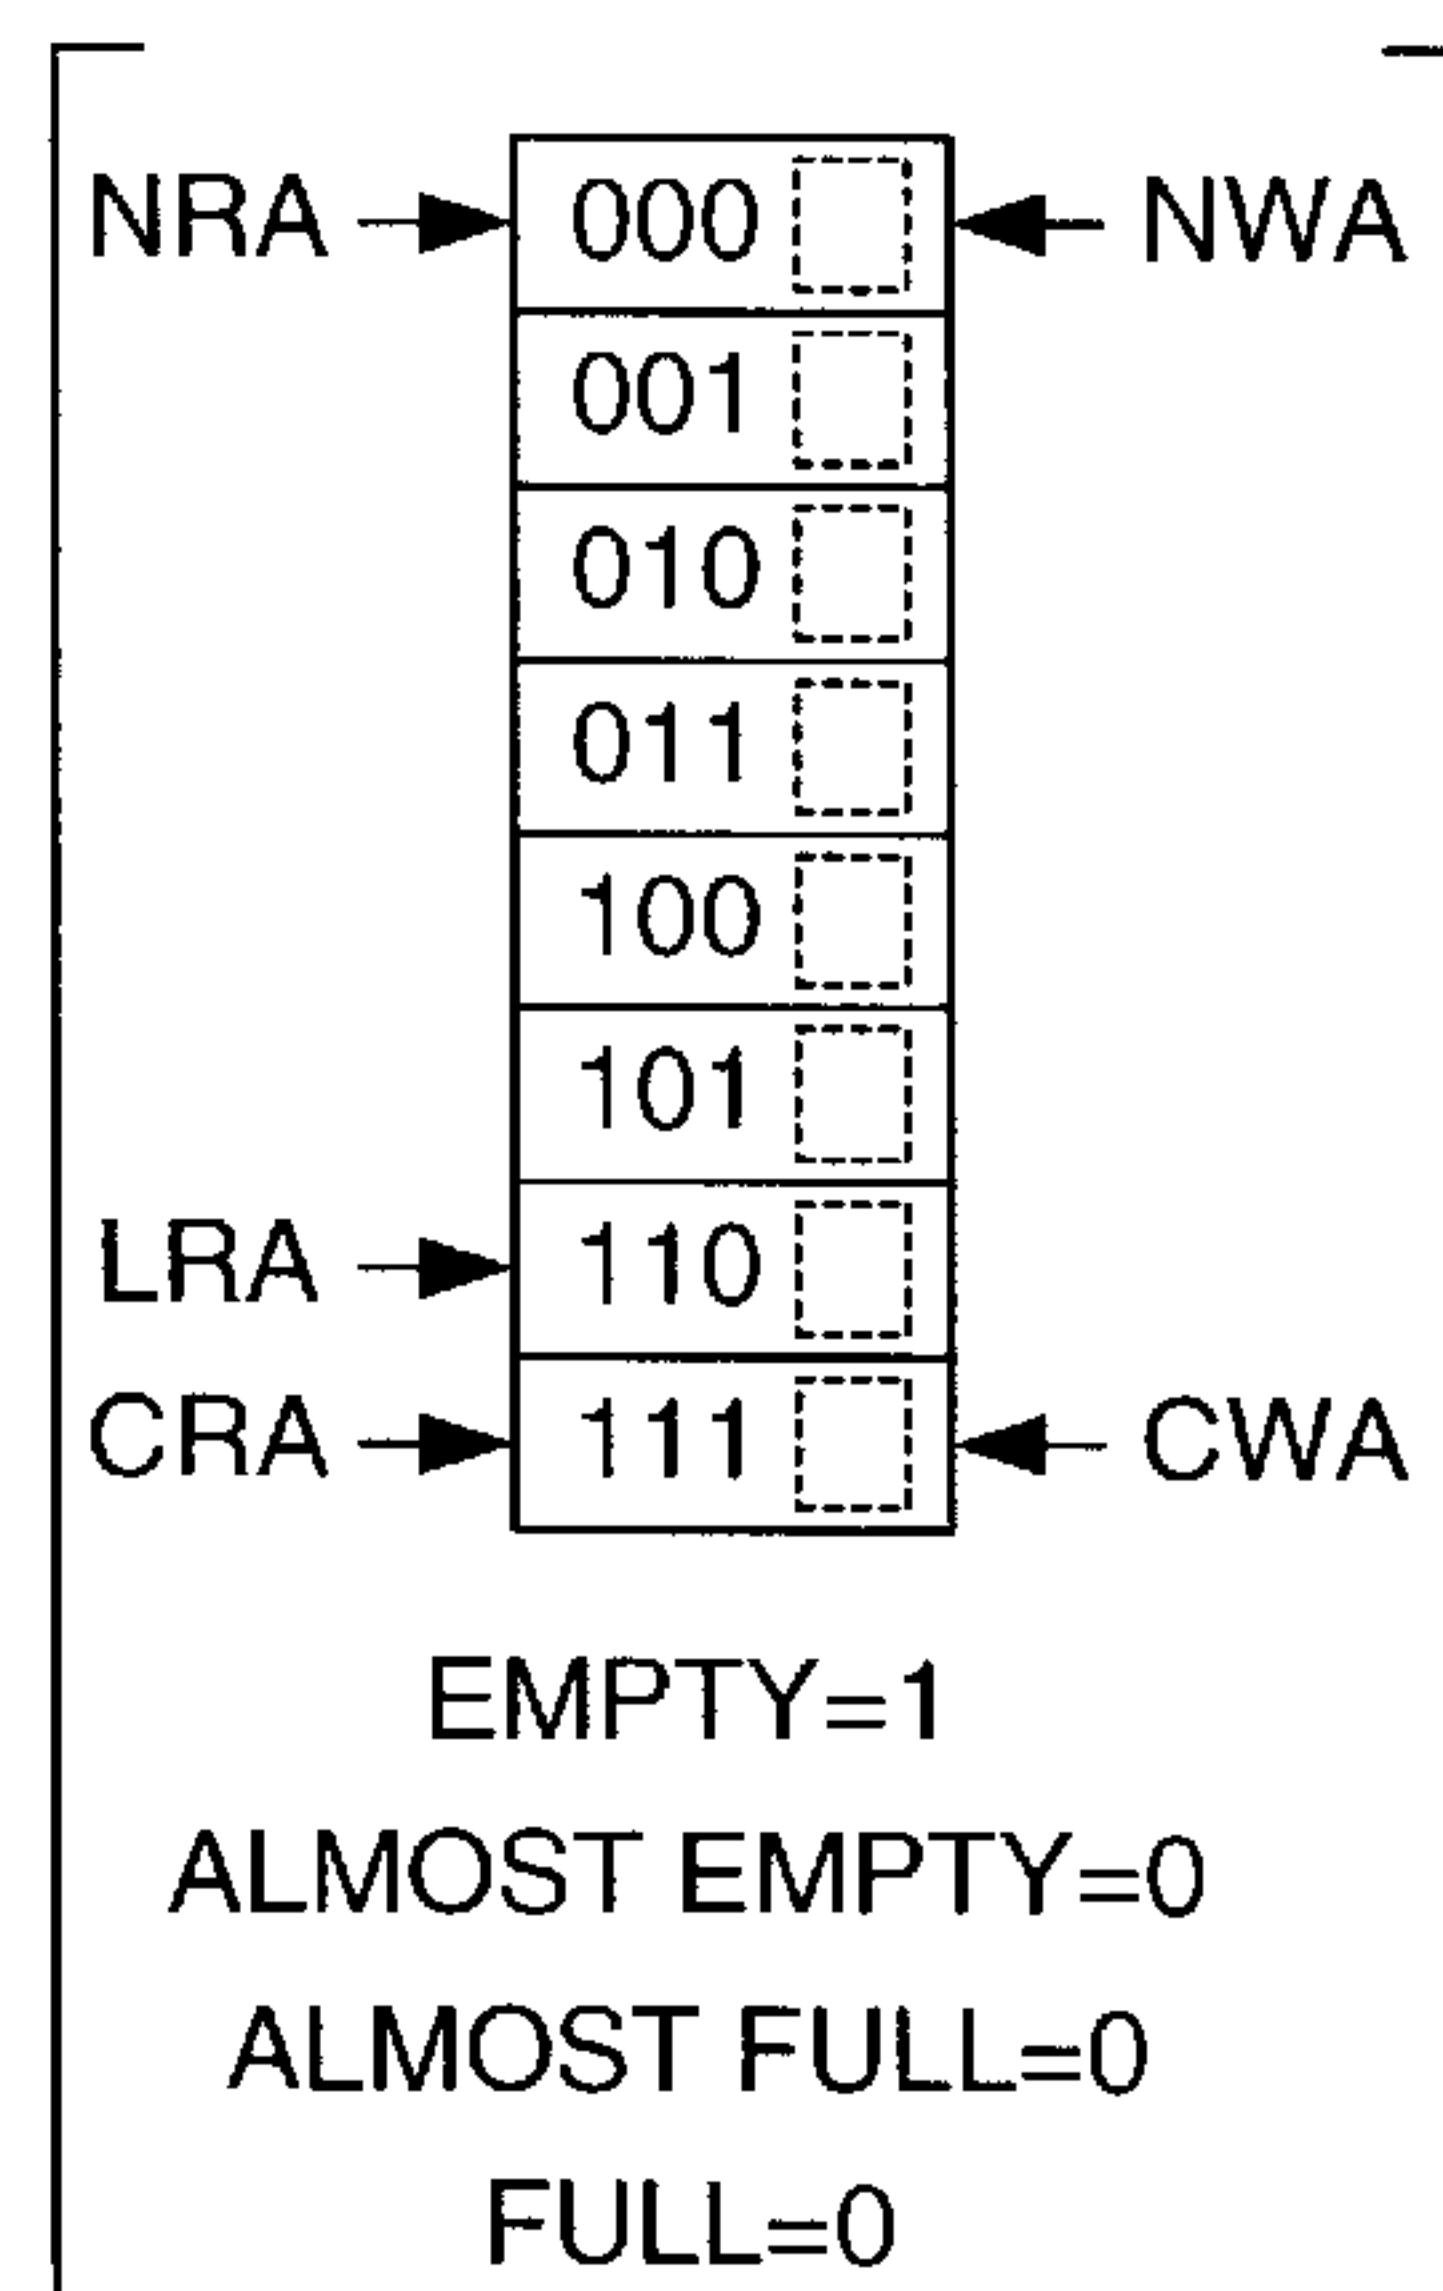 NRA 000 NWA
001
010
011
100
101
LRA 110
CRA 111 CWA
EMPTY=1
ALMOST EMPTY=0
ALMOST FULL=0
FULL=0